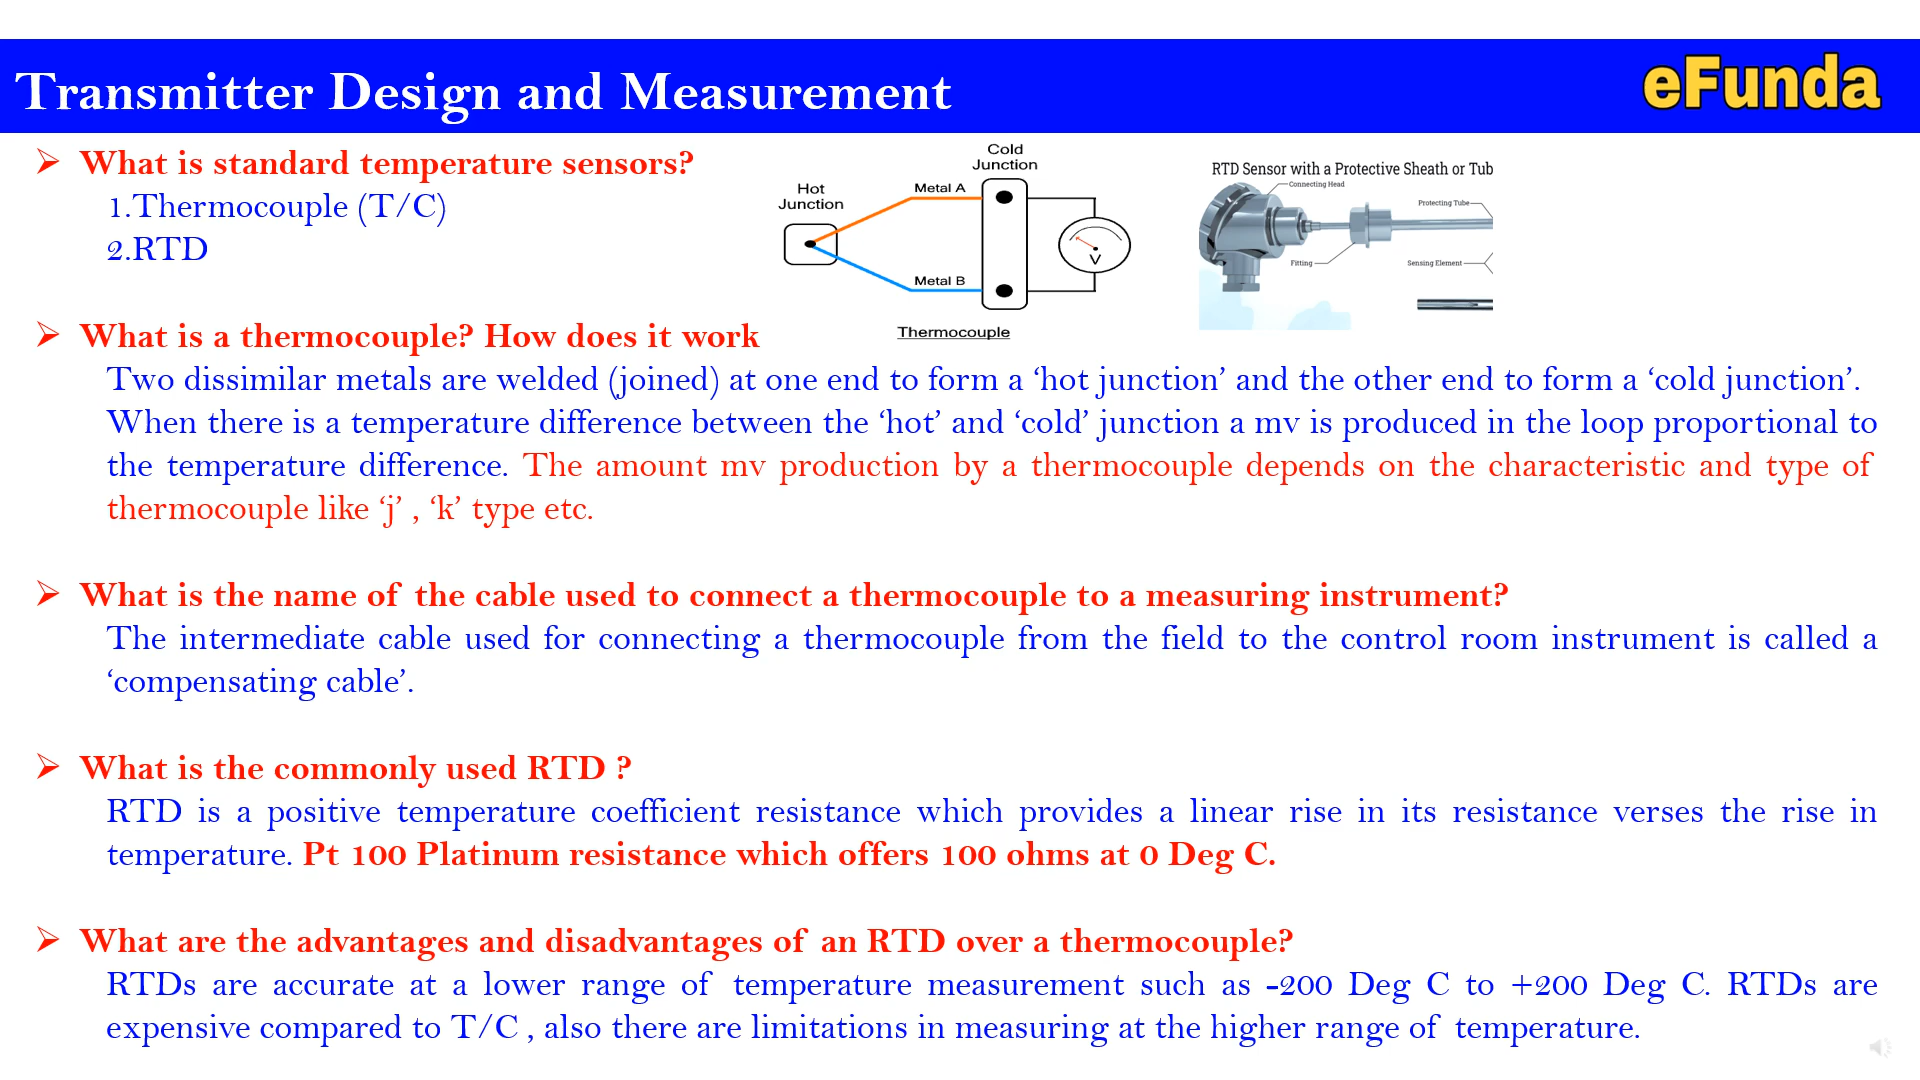 Transmitter Design and Measurement
eFunda
What is standard temperature sensors?
1.Thermocouple (T/C)
2.RTD
Hot
Junction
Metal A
Metal B
Cold
Junction
V
Thermocouple
RTD Sensor with a Protective Sheath or Tub
Connecting Head
Protecting Tube
Fitting
Sensing Element
What is a thermocouple? How does it work
Two dissimilar metals are welded (joined) at one end to form a ‘hot junction’ and the other end to form a ‘cold junction’.
When there is a temperature difference between the ‘hot’ and ‘cold’ junction a mv is produced in the loop proportional to
the temperature difference. The amount mv production by a thermocouple depends on the characteristic and type of
thermocouple like ‘j’ , ‘k’ type etc.
What is the name of the cable used to connect a thermocouple to a measuring instrument?
The intermediate cable used for connecting a thermocouple from the field to the control room instrument is called a
‘compensating cable’.
What is the commonly used RTD ?
RTD is a positive temperature coefficient resistance which provides a linear rise in its resistance verses the rise in
temperature. Pt 100 Platinum resistance which offers 100 ohms at 0 Deg C.
What are the advantages and disadvantages of an RTD over a thermocouple?
RTDs are accurate at a lower range of temperature measurement such as -200 Deg C to +200 Deg C. RTDs are
expensive compared to T/C , also there are limitations in measuring at the higher range of temperature.